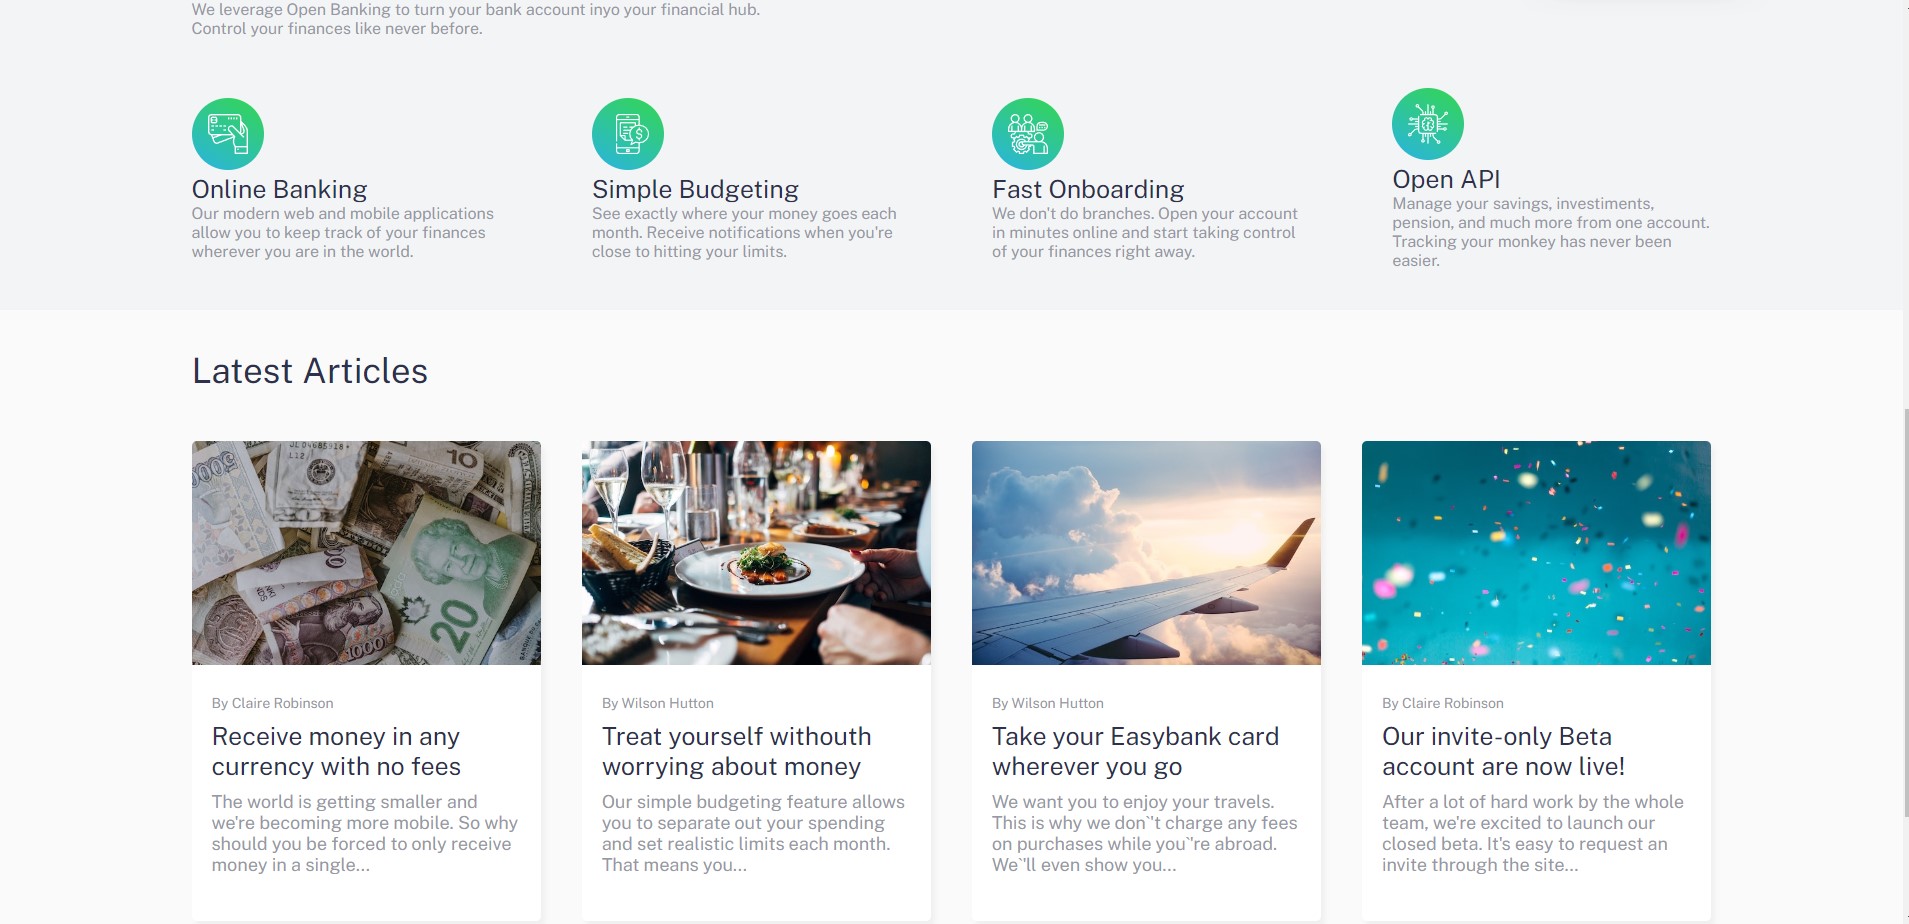 We leverage Open Banking to turn your bank account inyo your financial hub.
Control your finances like never before.
Online Banking
Our modern web and mobile applications
allow you to keep track of your finances
wherever you are in the world.
Simple Budgeting
See exactly where your money goes each
month. Receive notifications when you're
close to hitting your limits.
Fast Onboarding
We don't do branches. Open your account
in minutes online and start taking control
of your finances right away.
Open API
Manage your savings, investiments,
pension, and much more from one account.
Tracking your monkey has never been
easier.
Latest Articles
10
20
1000
By Claire Robinson
Receive money in any
currency with no fees
The world is getting smaller and
we're becoming more mobile. So why
should you be forced to only receive
money in a single...
By Wilson Hutton
Treat yourself withouth
worrying about money
Our simple budgeting feature allows
you to separate out your spending
and set realistic limits each month.
That means you...
By Wilson Hutton
Take your Easybank card
wherever you go
We want you to enjoy your travels.
This is why we don`'t charge any fees
on purchases while you`'re abroad.
We`'ll even show you...
By Claire Robinson
Our invite-only Beta
account are now live!
After a lot of hard work by the whole
team, we're excited to launch our
closed beta. It's easy to request an
invite through the site...